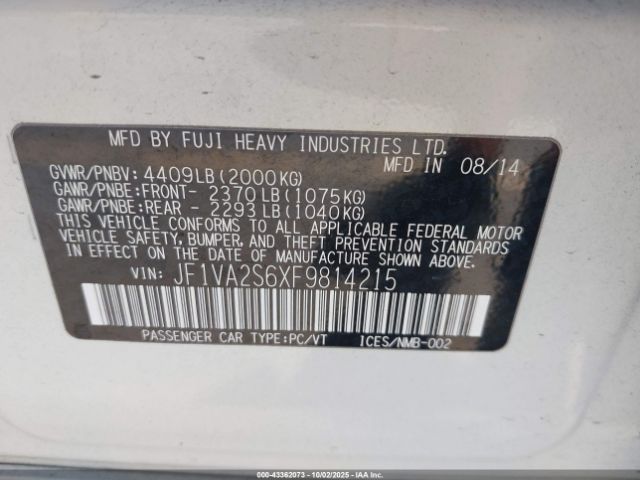 MFD BY FUJI HEAVY INDUSTRIES LTD.
MFD IN 08/14
GVWR/PNBV: 4409LB(2000KG)
GAWR/PNBE:FRONT- 2370LB(1075KG)
GAWR/PNBE:REAR - 2293LB(1040KG)
THIS VEHICLE CONFORMS TO ALL APPLICABLE FEDERAL MOTOR
VEHICLE SAFETY, BUMPER, AND THEFT PREVENTION STANDARDS
IN EFFECT ON THE DATE OF MANUFACTURE SHOWN ABOVE.
VIN: JF1VA2S6XF9814215
PASSENGER CAR TYPE:PC/VT ICES/NMB-002
000-43362073 - 10/02/2025 - IAAI.COM